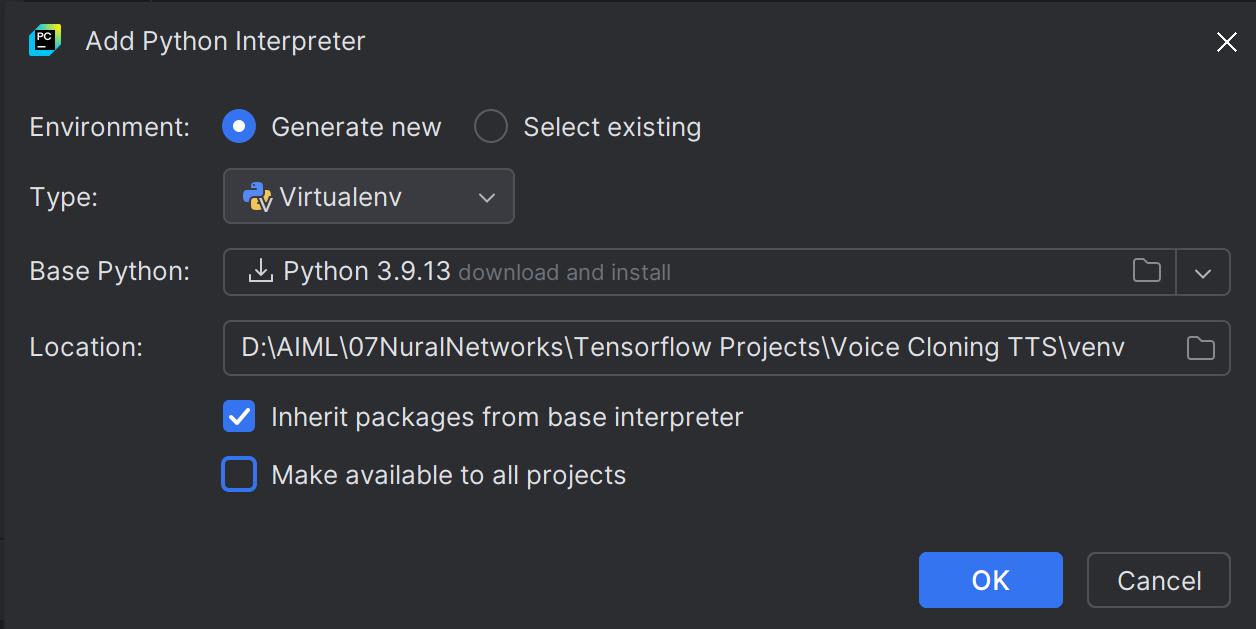 PC
Add Python Interpreter
Environment: Generate new Select existing
Type: Virtualenv
Base Python: Python 3.9.13 download and install
Location: D:\AIML\07NuralNetworks\Tensorflow Projects\Voice Cloning TTS\venv
Inherit packages from base interpreter
Make available to all projects
OK Cancel